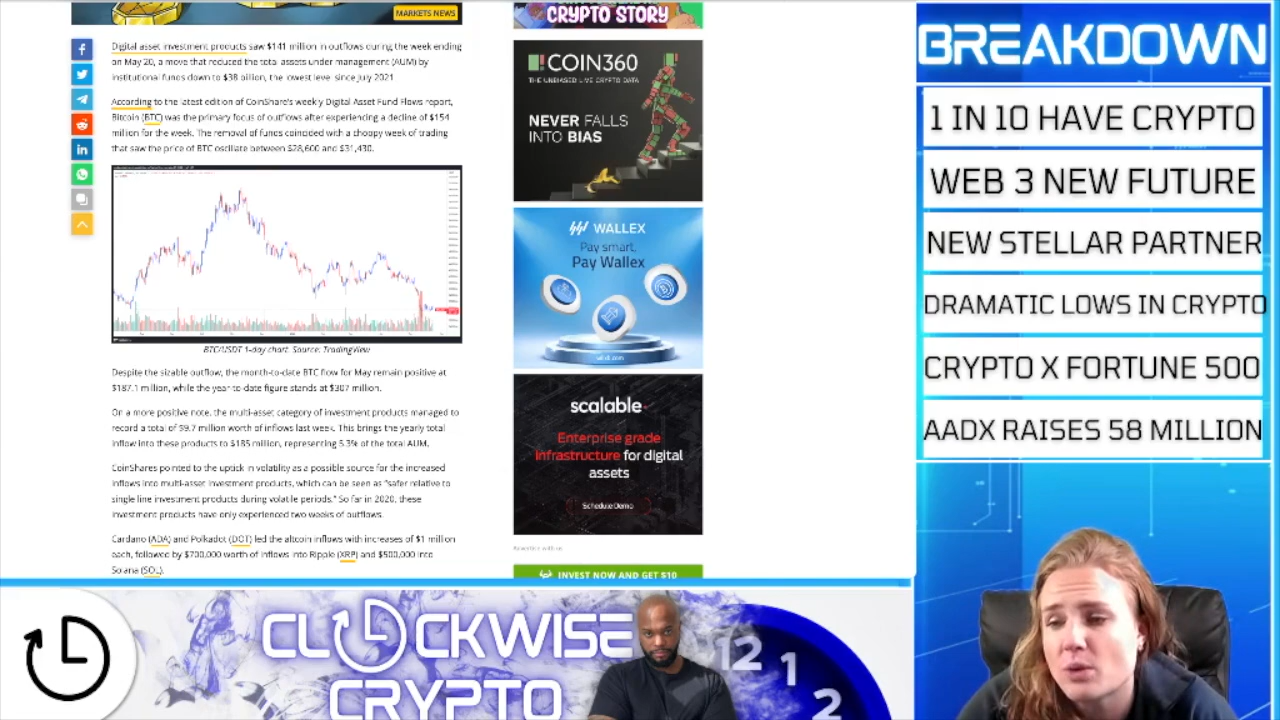 CRYPTO STORY
MARKETS NEWS
Digital asset investment products saw $141 million in outflows during the week ending
on May 20, a move that reduced the total assets under management (AUM) by
institutional funds down to $38 billion, the lowest level since July 2021
According to the latest edition of CoinShare's weekly Digital Asset Fund Flows report,
Bitcoin (BTC) was the primary focus of outflows after experiencing a decline of $154
million for the week. The removal of funds coincided with a choppy week of trading
that saw the price of BTC oscillate between $28,600 and $31,430.
BTC/USDT 1-day chart. Source: TradingView
Despite the sizable outflow, the month-to-date BTC flow for May remain positive at
$187.1 million, while the year-to-date figure stands at $307 million.
On a more positive note, the multi-asset category of investment products managed to
record a total of $9.7 million worth of inflows last week. This brings the yearly total
inflow into these products to $185 million, representing 5.3% of the total AUM.
CoinShares pointed to the uptick in volatility as a possible source for the increased
inflows into multi-asset investment products, which can be seen as "safer relative to
single line investment products during volatile periods." So far in 2020, these
investment products have only experienced two weeks of outflows.
Cardano (ADA) and Polkadot (DOT) led the altcoin inflows with increases of $1 million
each, followed by $700,000 worth of inflows into Ripple (XRP) and $500,000 into
Solana (SOL).
COIN360
THE UNBIASED LIVE CRYPTO DATA
NEVER FALLS
INTO BIAS
WALLEX
Pay smart,
Pay Wallex
scalable
Enterprise grade
infrastructure for digital
assets
Schedule Demo
INVEST NOW AND GET $10
BREAKDOWN
1 IN 10 HAVE CRYPTO
WEB 3 NEW FUTURE
NEW STELLAR PARTNER
DRAMATIC LOWS IN CRYPTO
CRYPTO X FORTUNE 500
AADX RAISES 58 MILLION
CLOCKWISE
CRYPTO
12
1
2